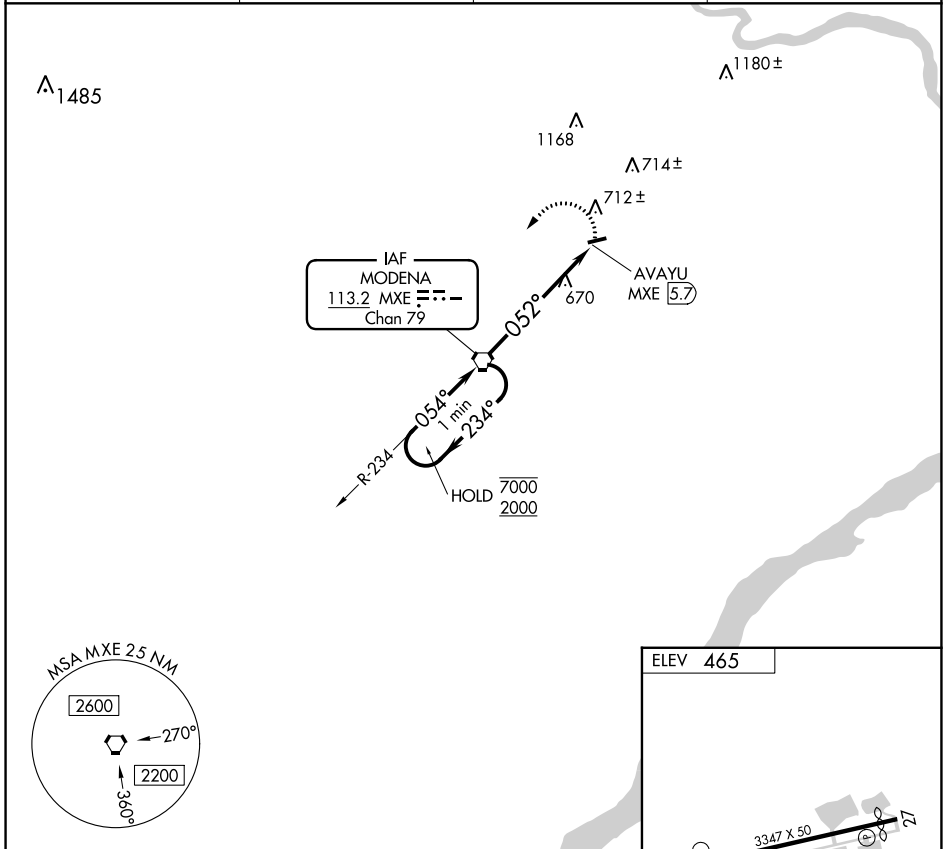 1485
1180 ±
1168
714 ±
712 ±
IAF
MODENA
113.2 MXE
Chan 79
AVAYU
MXE 5.7
670
052°
054°
1 min
234°
R-234
HOLD 7000
2000
MSA MXE 25 NM
2600
270°
2200
360°
ELEV 465
3347 X 50
P
27